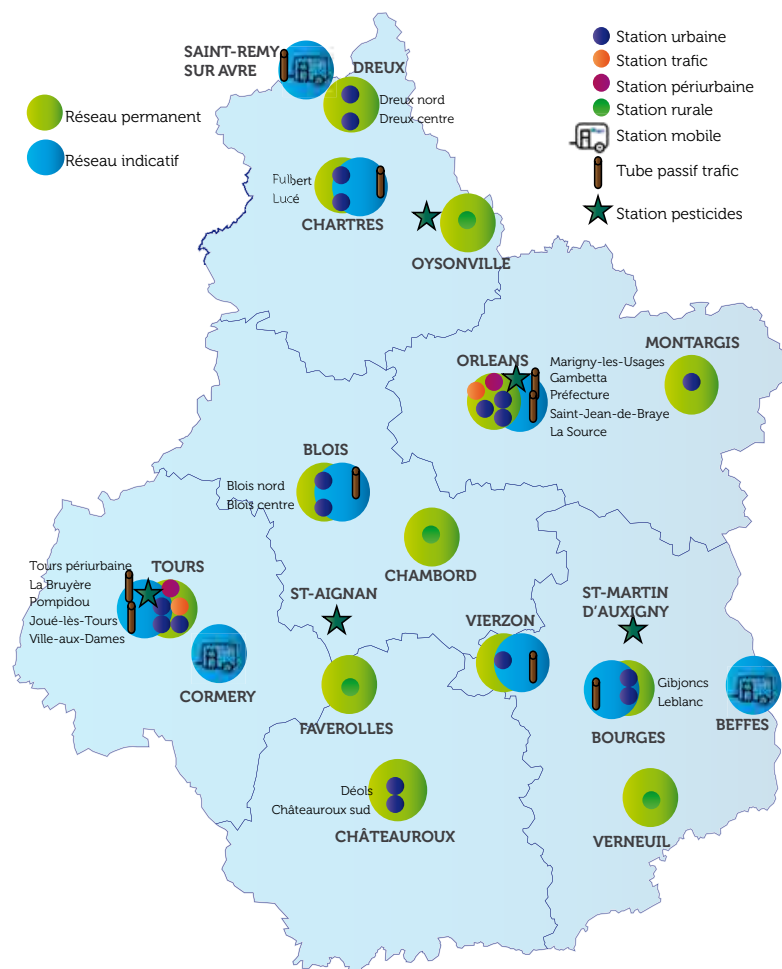 Station urbaine
Station trafic
Station périurbaine
Station rurale
Station mobile
Tube passif trafic
Station pesticides
Réseau permanent
Réseau indicatif
SAINT-REMY
SUR AVRE
DREUX
Dreux nord
Dreux centre
Fulbert
Lucé
CHARTRES
OYSONVILLE
MONTARGIS
ORLEANS
Marigny-les-Usages
Gambetta
Préfecture
Saint-Jean-de-Braye
La Source
BLOIS
Blois nord
Blois centre
CHAMBORD
TOURS
Tours périurbaine
La Bruyère
Pompidou
Joué-lès-Tours
Ville-aux-Dames
ST-AIGNAN
VIERZON
ST-MARTIN
D'AUXIGNY
CORMERY
FAVEROLLES
Gibjoncs
Leblanc
BOURGES
BEFFES
Déols
Châteauroux sud
CHÂTEAUROUX
VERNEUIL